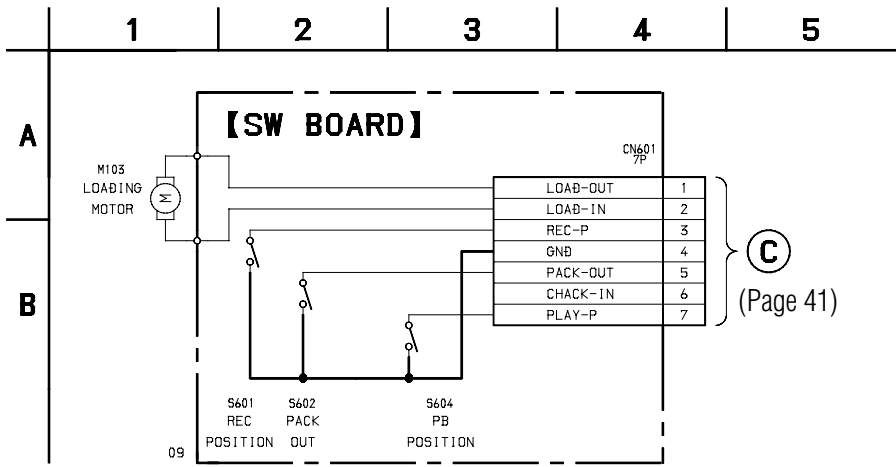 1 2 3 4 5
A
B
【SW BOARD】
CN601
7P
M103
LOADING
MOTOR
M
LOAD-OUT 1
LOAD-IN 2
REC-P 3
GND 4
PACK-OUT 5
CHACK-IN 6
PLAY-P 7
C
(Page 41)
S601
REC
POSITION
S602
PACK
OUT
S604
PB
POSITION
09